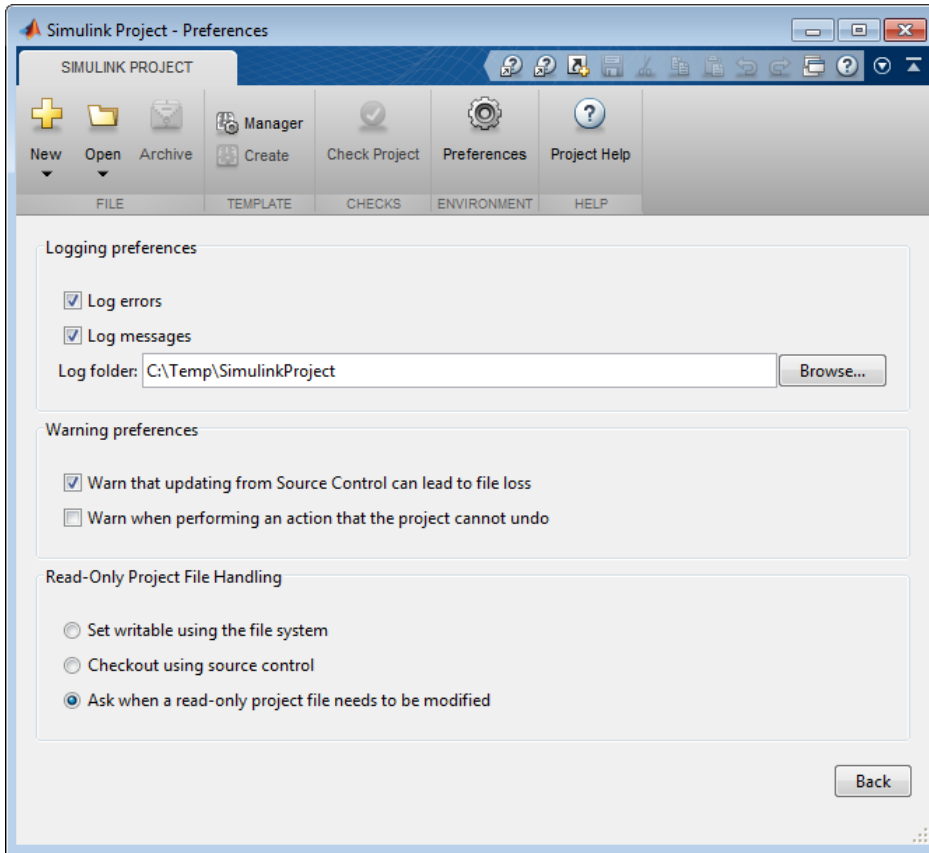 Simulink Project - Preferences
SIMULINK PROJECT
New
Open
Archive
Manager
Create
Check Project
Preferences
Project Help
FILE
TEMPLATE
CHECKS
ENVIRONMENT
HELP
Logging preferences
Log errors
Log messages
Log folder: C:\Temp\SimulinkProject Browse...
Warning preferences
Warn that updating from Source Control can lead to file loss
Warn when performing an action that the project cannot undo
Read-Only Project File Handling
Set writable using the file system
Checkout using source control
Ask when a read-only project file needs to be modified
Back